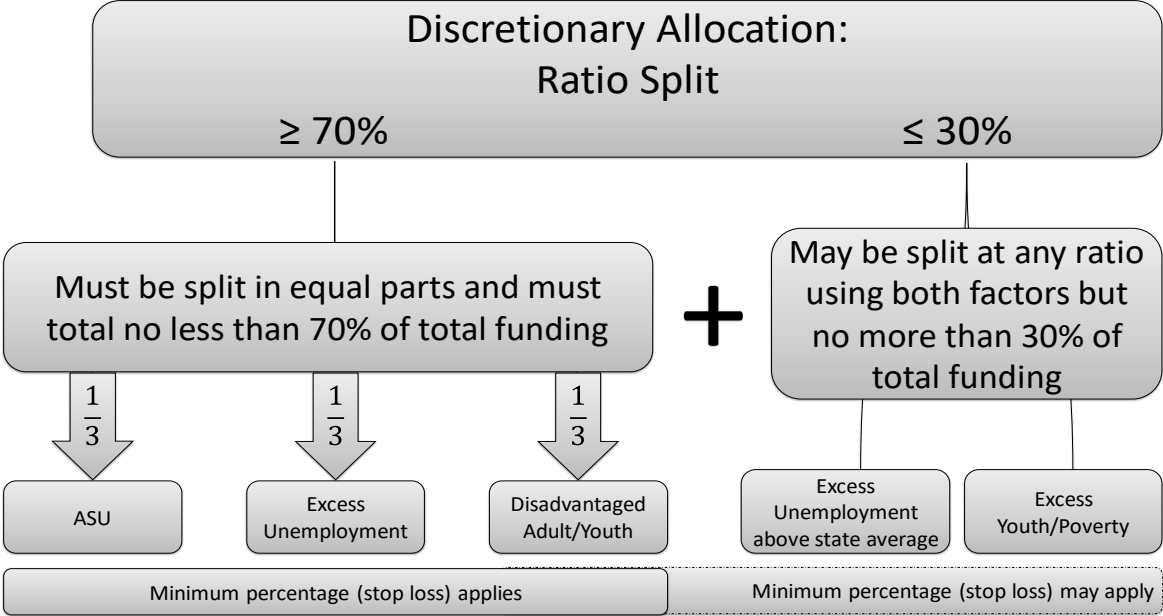 Discretionary Allocation:
Ratio Split
≥ 70%
≤ 30%
Must be split in equal parts and must
total no less than 70% of total funding
+
May be split at any ratio
using both factors but
no more than 30% of
total funding
1/3
1/3
1/3
ASU
Excess
Unemployment
Disadvantaged
Adult/Youth
Excess
Unemployment
above state average
Excess
Youth/Poverty
Minimum percentage (stop loss) applies
Minimum percentage (stop loss) may apply